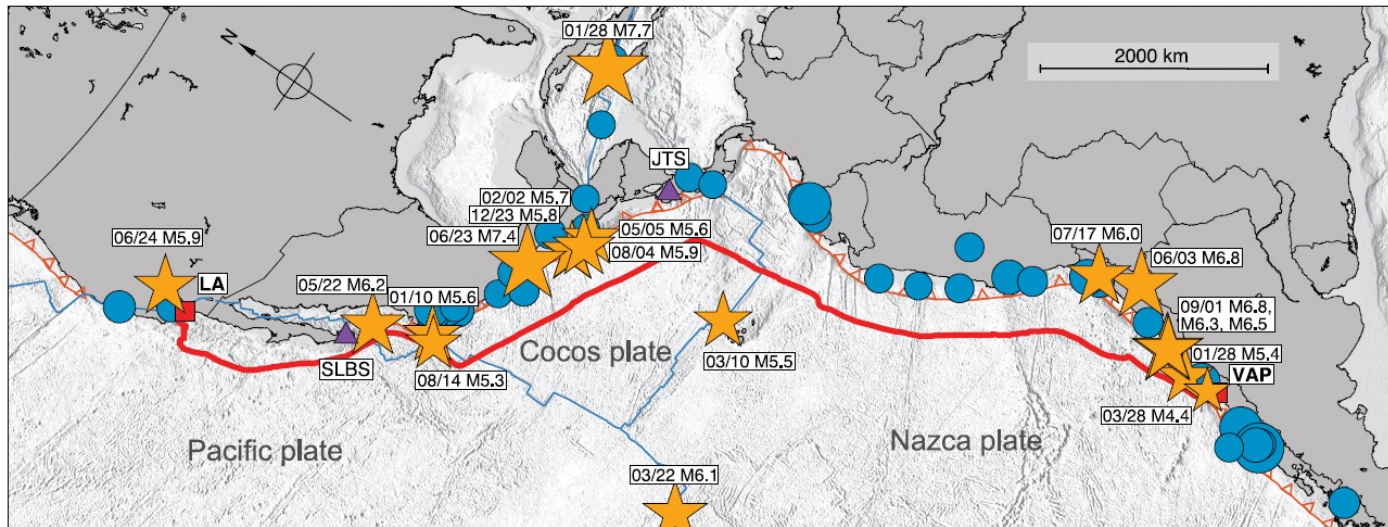 01/28 M7.7
N
2000 km
JTS
02/02 M5.7
12/23 M5.8
06/23 M7.4
05/05 M5.6
08/04 M5.9
07/17 M6.0
06/03 M6.8
06/24 M5.9
LA
05/22 M6.2
01/10 M5.6
09/01 M6.8,
M6.3, M6.5
01/28 M5.4
VAP
Cocos plate
03/10 M5.5
SLBS
08/14 M5.3
03/28 M4.4
Pacific plate
Nazca plate
03/22 M6.1